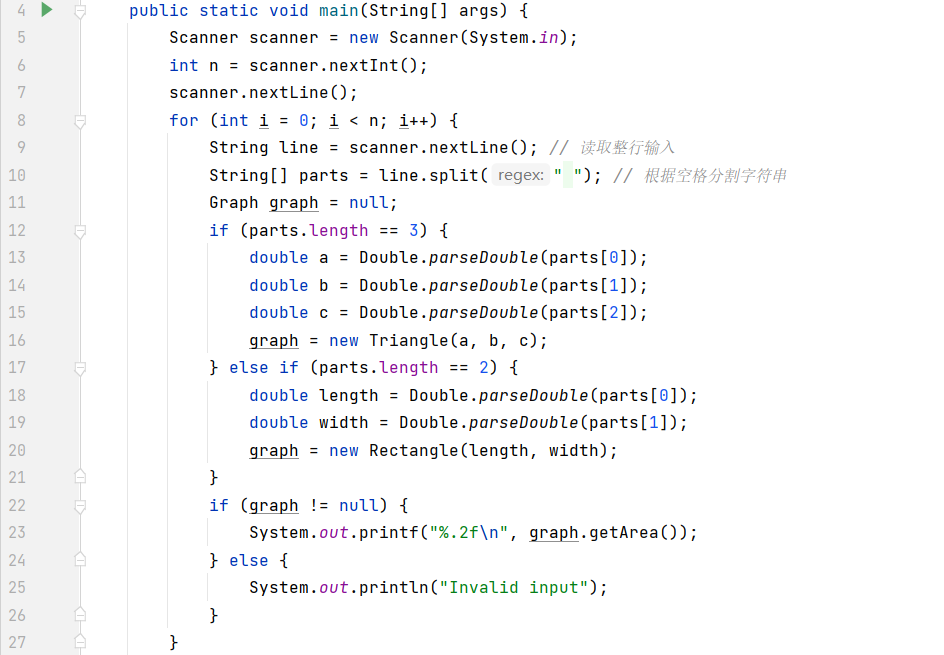 4 public static void main(String[] args) {
5 Scanner scanner = new Scanner(System.in);
6 int n = scanner.nextInt();
7 scanner.nextLine();
8 for (int i = 0; i < n; i++) {
9 String line = scanner.nextLine(); // 读取整行输入
10 String[] parts = line.split( regex: " "); // 根据空格分割字符串
11 Graph graph = null;
12 if (parts.length == 3) {
13 double a = Double.parseDouble(parts[0]);
14 double b = Double.parseDouble(parts[1]);
15 double c = Double.parseDouble(parts[2]);
16 graph = new Triangle(a, b, c);
17 } else if (parts.length == 2) {
18 double length = Double.parseDouble(parts[0]);
19 double width = Double.parseDouble(parts[1]);
20 graph = new Rectangle(length, width);
21 }
22 if (graph != null) {
23 System.out.printf("%.2f\n", graph.getArea());
24 } else {
25 System.out.println("Invalid input");
26 }
27 }